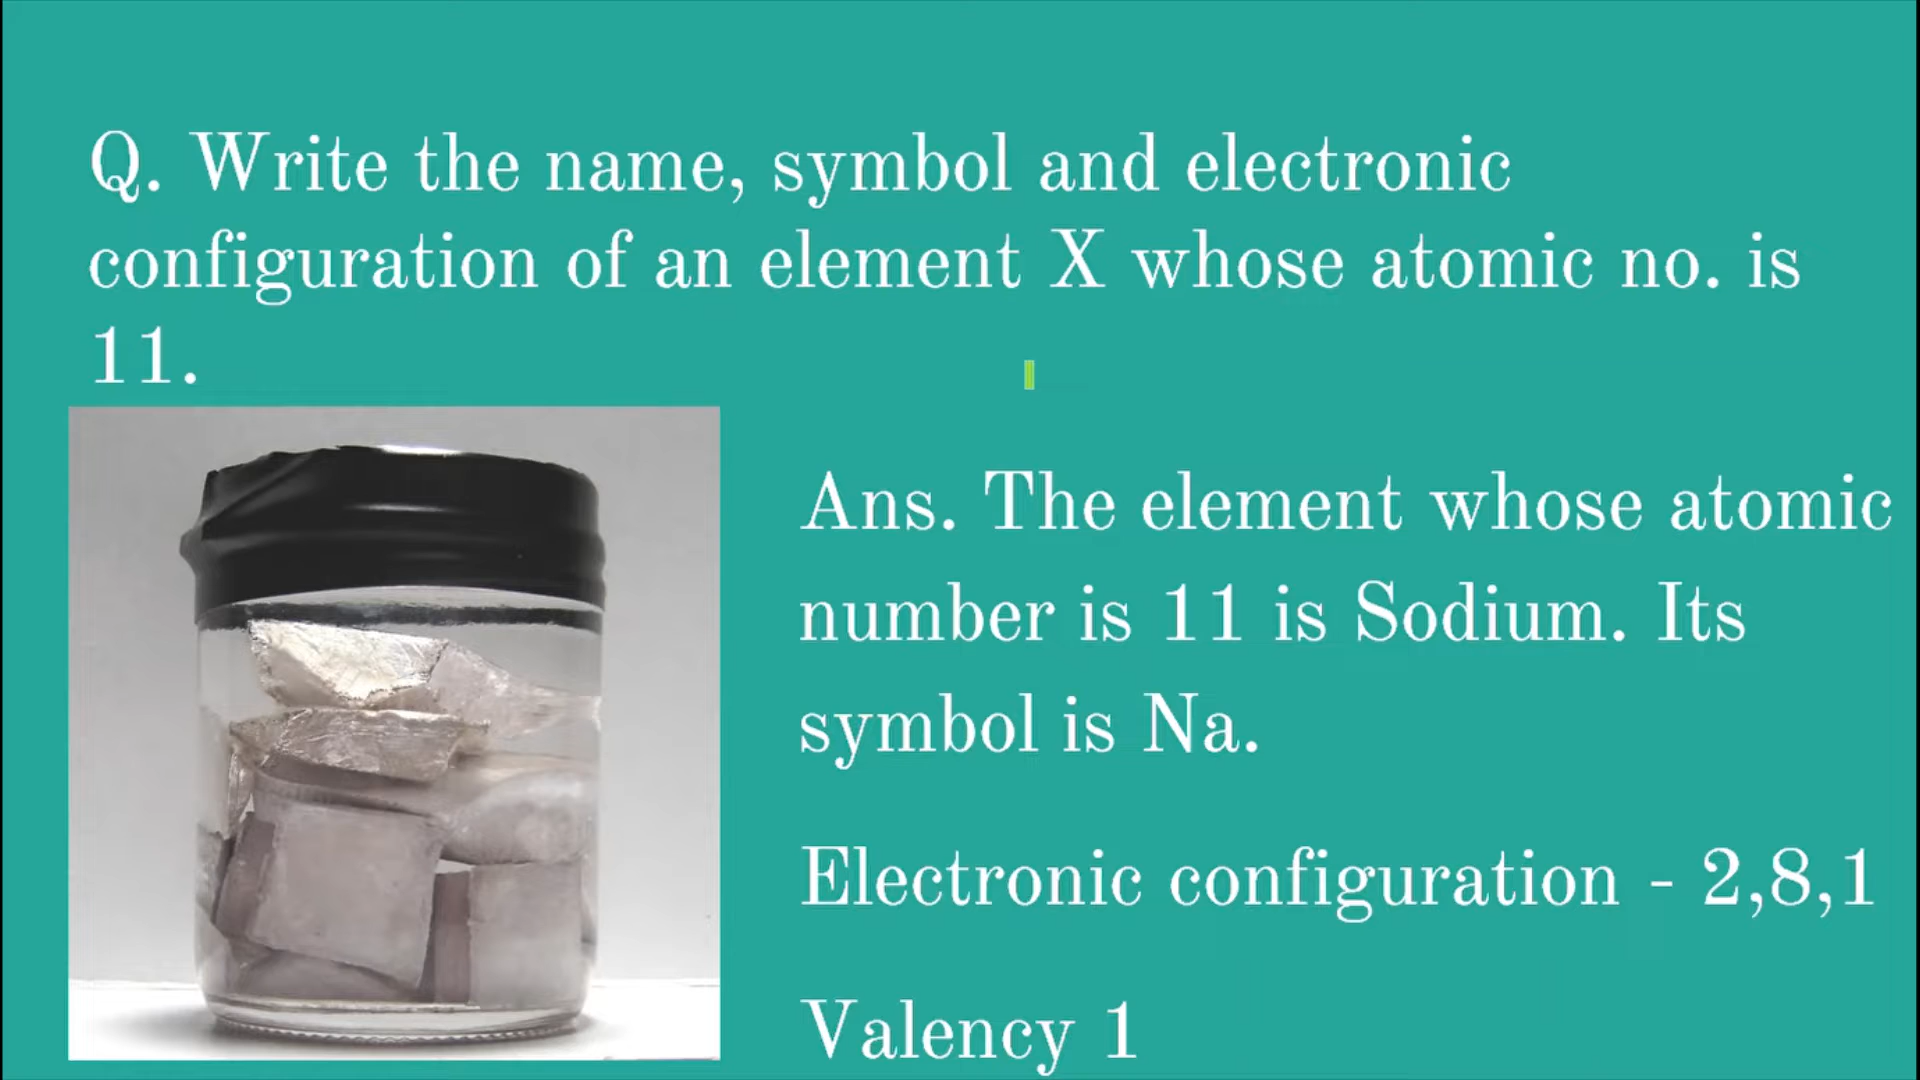 Q. Write the name, symbol and electronic
configuration of an element X whose atomic no. is
11.
Ans. The element whose atomic
number is 11 is Sodium. Its
symbol is Na.
Electronic configuration - 2,8,1
Valency 1